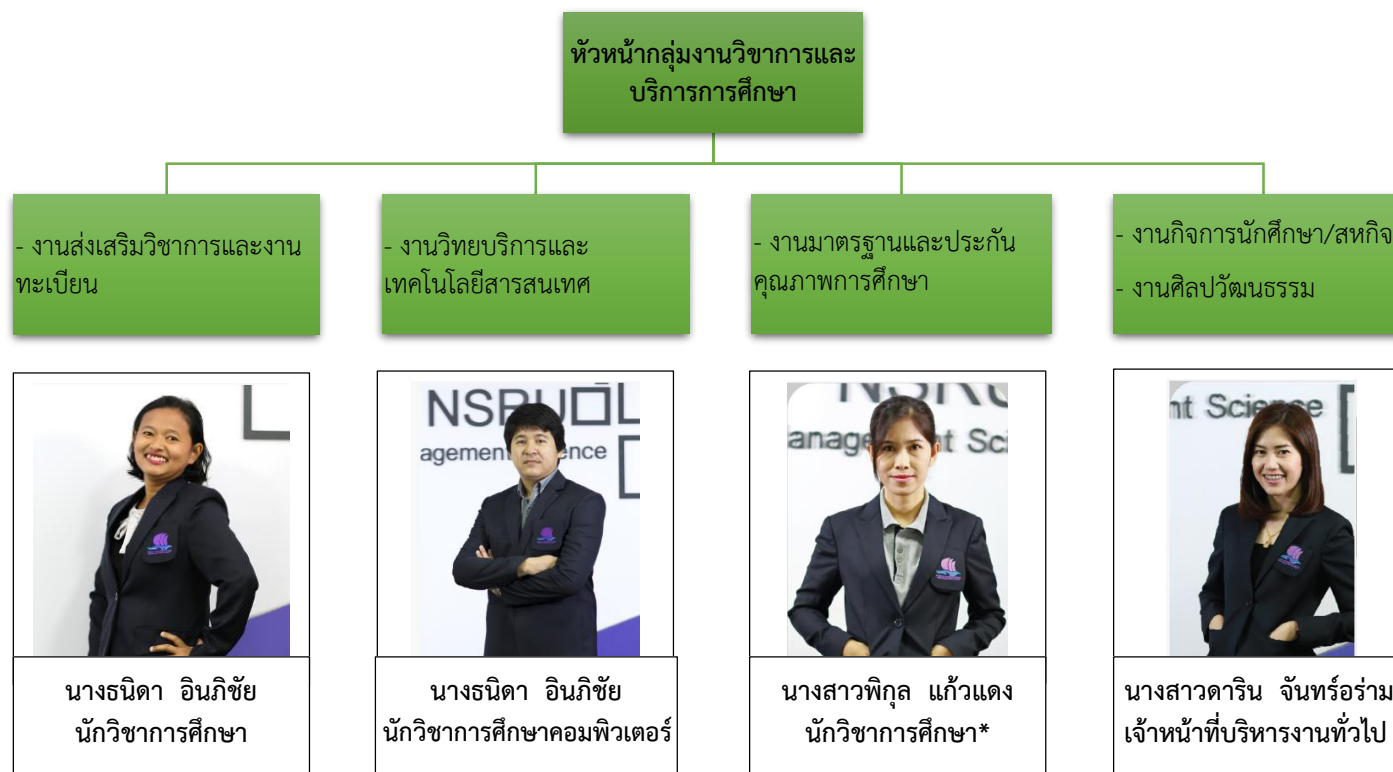 หัวหน้ากลุ่มงานวิขาการและ
บริการการศึกษา
- งานส่งเสริมวิชาการและงาน
ทะเบียน
- งานวิทยบริการและ
เทคโนโลยีสารสนเทศ
- งานมาตรฐานและประกัน
คุณภาพการศึกษา
- งานกิจการนักศึกษา/สหกิจ
- งานศิลปวัฒนธรรม
NSRU
agement ence
NSRU
anage t Sci
nt Science
นางธนิดา อินภิชัย
นักวิชาการศึกษา
นางธนิดา อินภิชัย
นักวิชาการศึกษาคอมพิวเตอร์
นางสาวพิกุล แก้วแดง
นักวิชาการศึกษา*
นางสาวดาริน จันทร์อร่าม
เจ้าหน้าที่บริหารงานทั่วไป